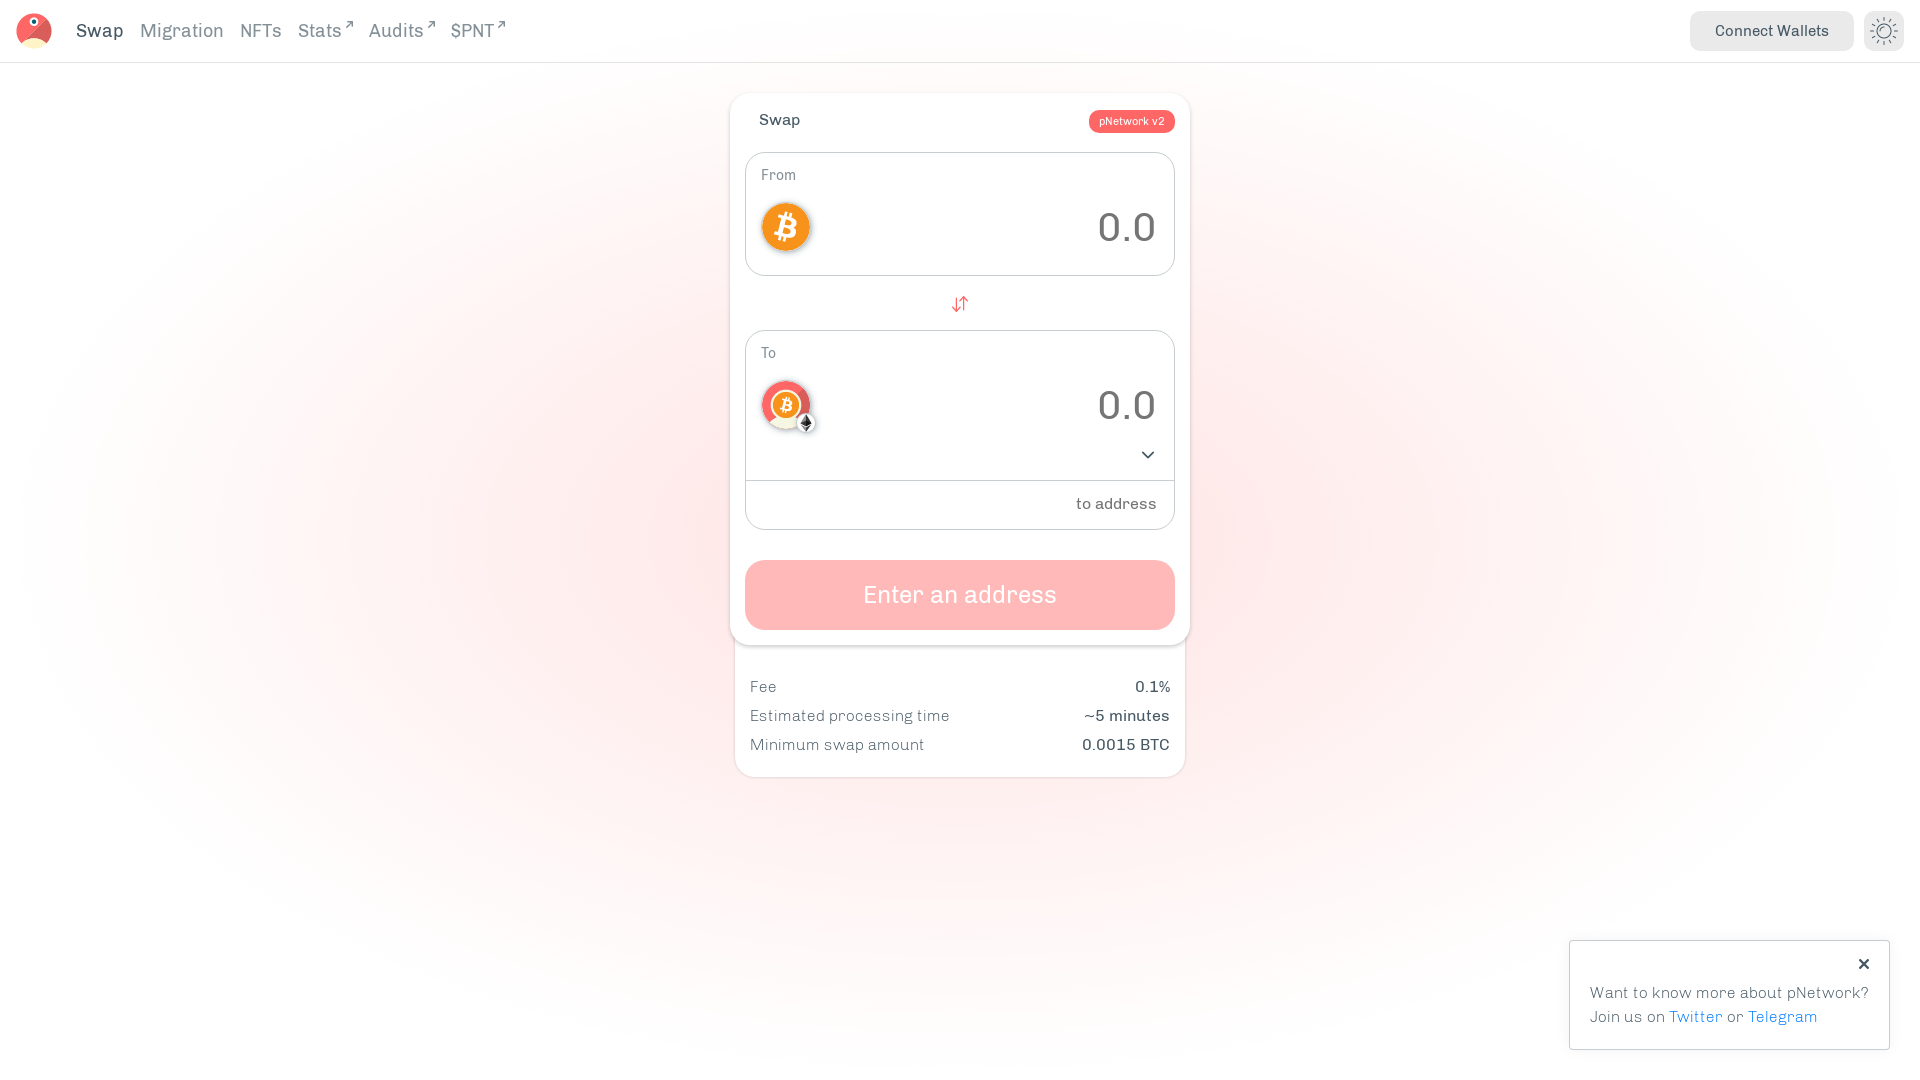 Swap Migration NFTs Stats Audits $PNT Connect Wallets
Swap pNetwork v2
From
0.0
To
0.0
to address
Enter an address
Fee 0.1%
Estimated processing time ~5 minutes
Minimum swap amount 0.0015 BTC
Want to know more about pNetwork?
Join us on Twitter or Telegram